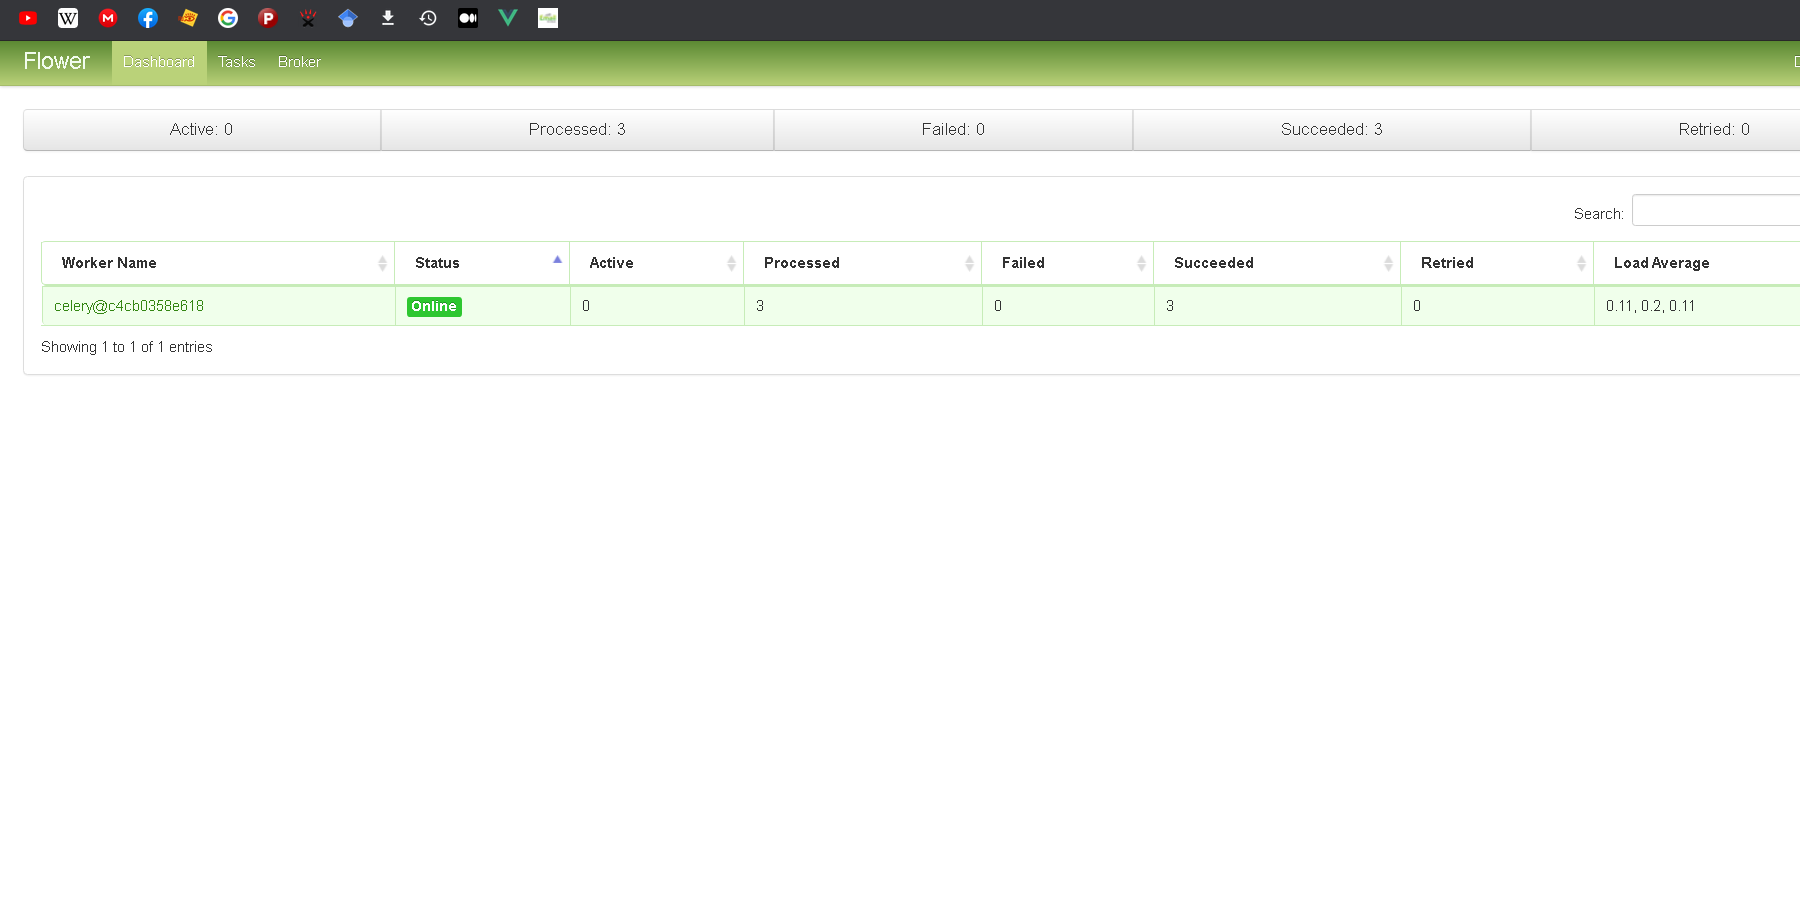 Flower Dashboard Tasks Broker
Active: 0 Processed: 3 Failed: 0 Succeeded: 3 Retried: 0
Search:
Worker Name Status Active Processed Failed Succeeded Retried Load Average
celery@c4cb0358e618 Online 0 3 0 3 0 0.11, 0.2, 0.11
Showing 1 to 1 of 1 entries